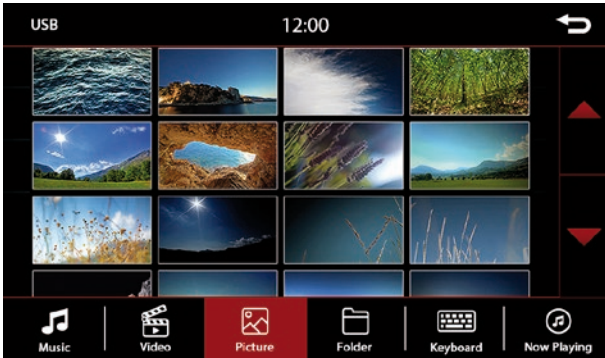 USB
12:00
Music
Video
Picture
Folder
Keyboard
Now Playing